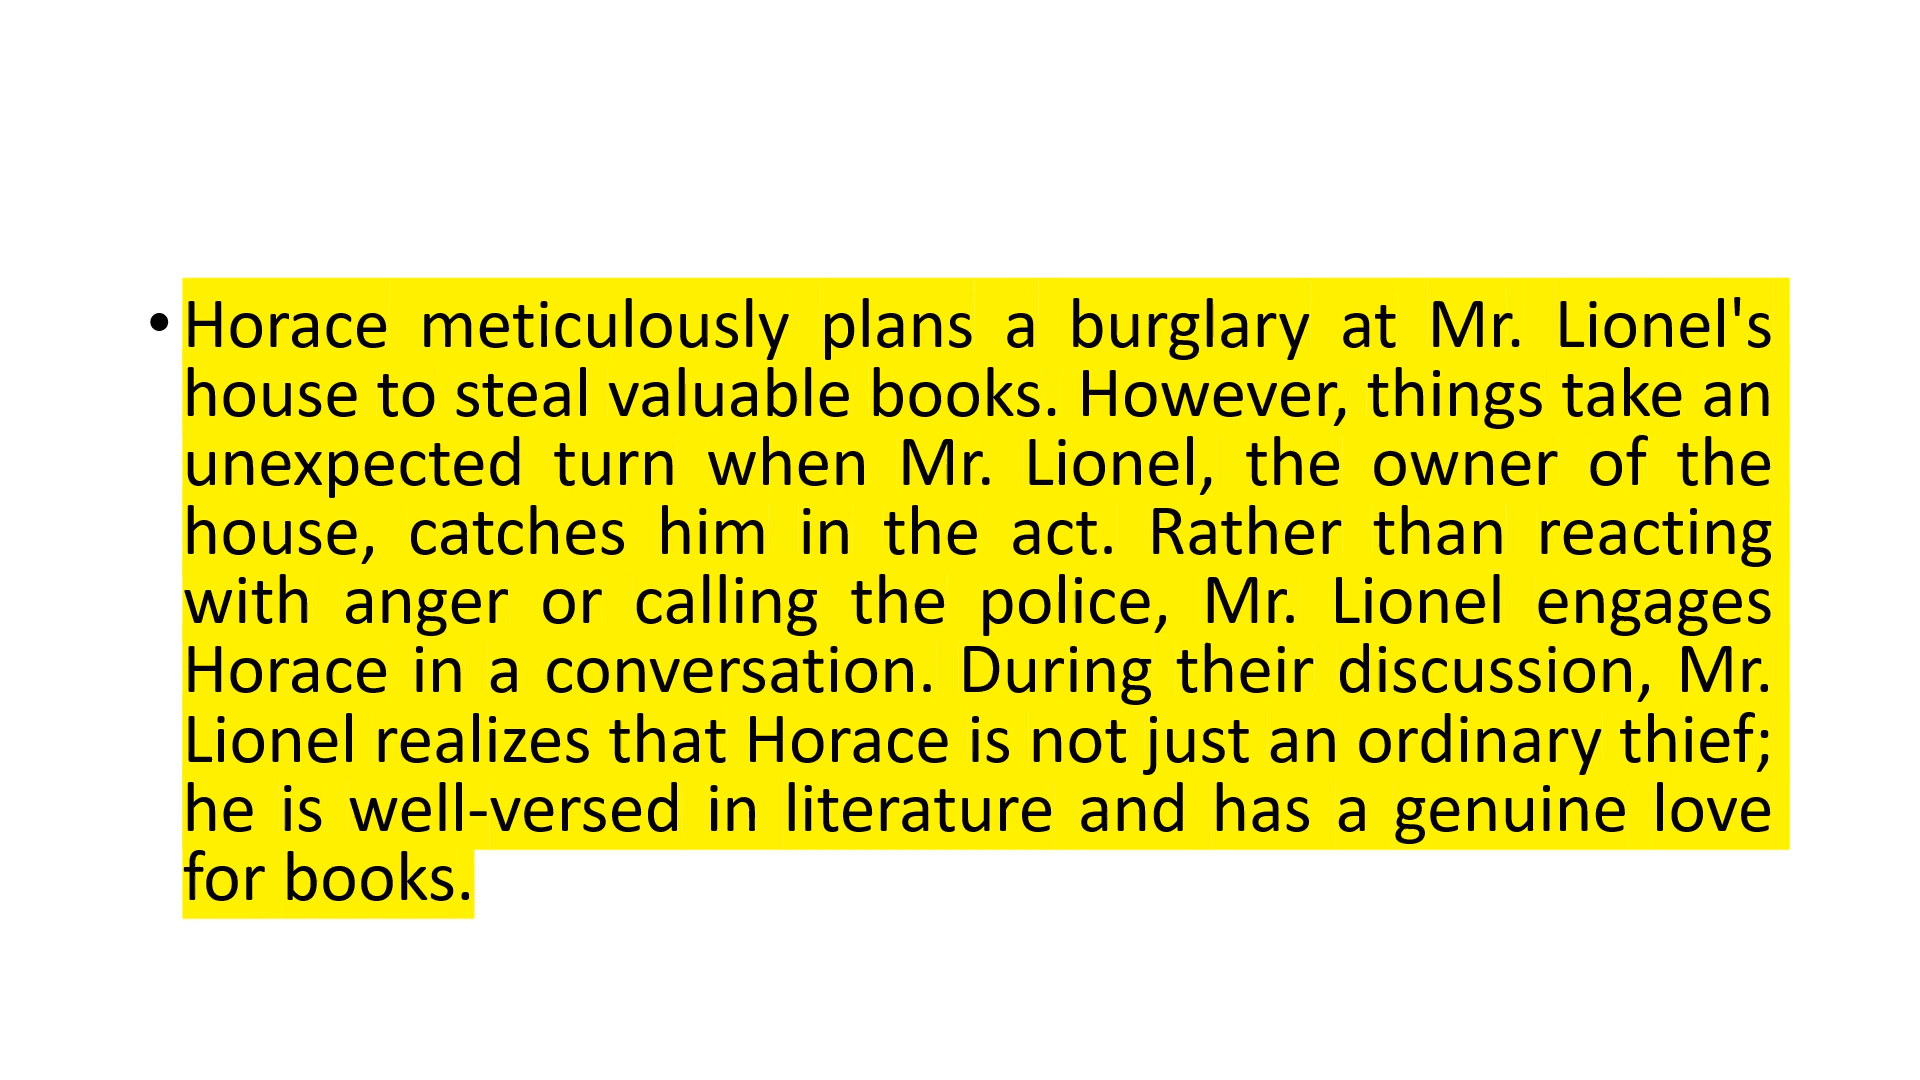 • Horace meticulously plans a burglary at Mr. Lionel's
house to steal valuable books. However, things take an
unexpected turn when Mr. Lionel, the owner of the
house, catches him in the act. Rather than reacting
with anger or calling the police, Mr. Lionel engages
Horace in a conversation. During their discussion, Mr.
Lionel realizes that Horace is not just an ordinary thief;
he is well-versed in literature and has a genuine love
for books.